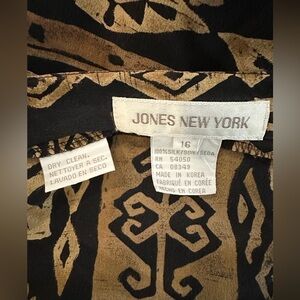 JONES NEW YORK
16
100%SILK/SOIE/SEDA
RN 54050
CA 08349
MADE IN KOREA
FABRIQUÉ EN CORÉE
HECHO EN COREA
DRY CLEAN.
NETTOYER A SEC.
LAVADO EN SECO